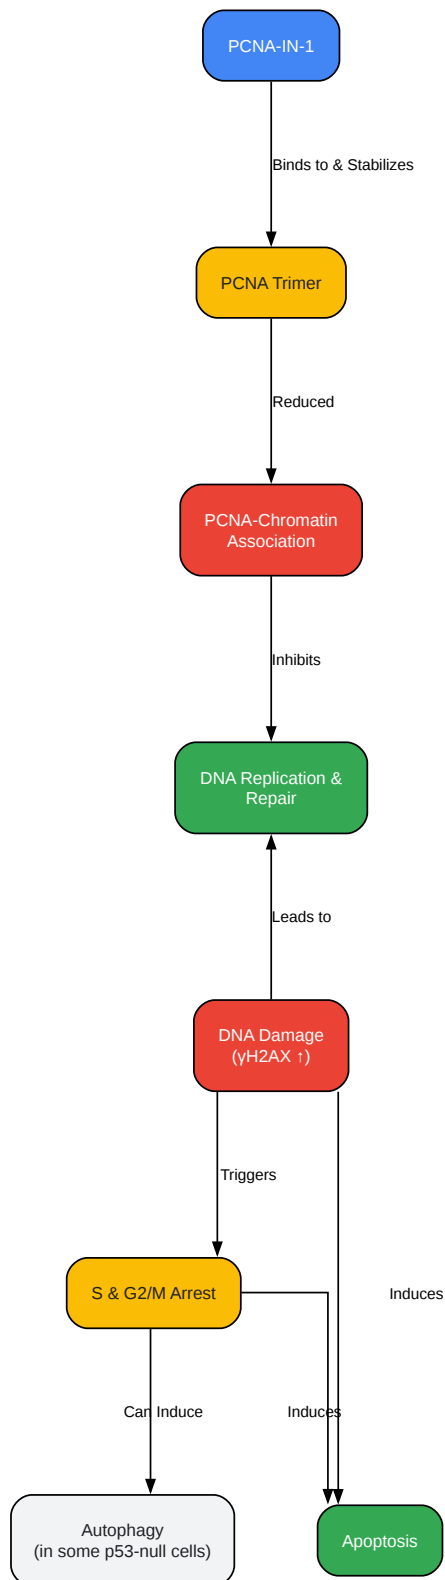 PCNA-IN-1
Binds to & Stabilizes
PCNA Trimer
Reduced
PCNA-Chromatin
Association
Inhibits
DNA Replication &
Repair
Leads to
DNA Damage
(γH2AX ↑)
Triggers
S & G2/M Arrest
Induces
Can Induce
Induces
Autophagy
(in some p53-null cells)
Apoptosis